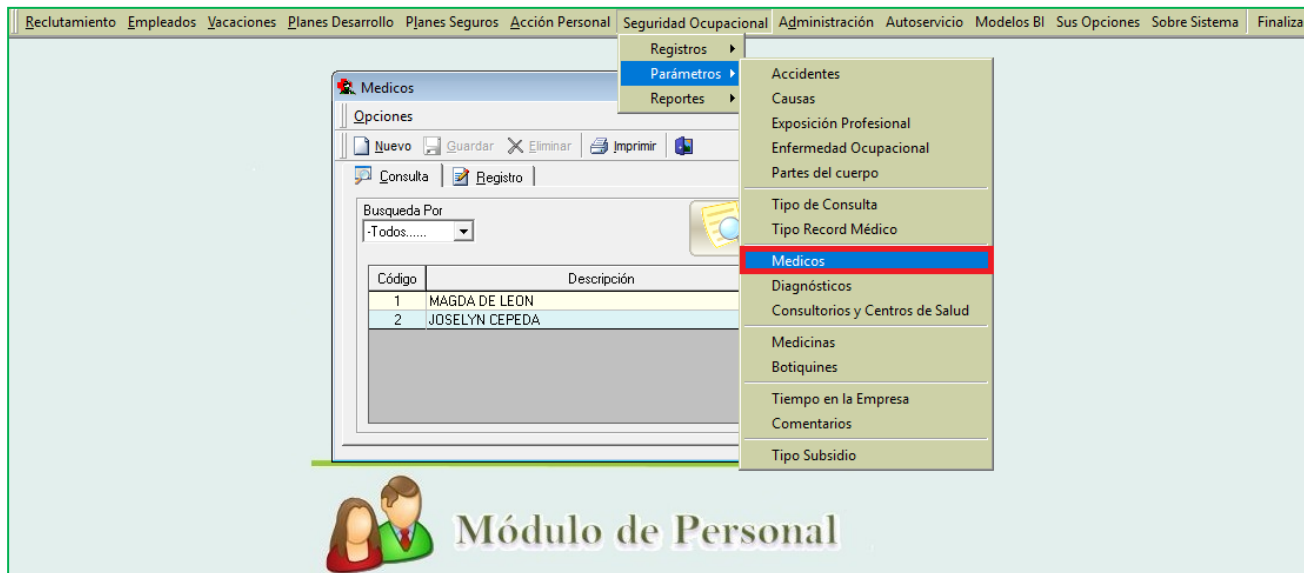 Reclutamiento Empleados Vacaciones Planes Desarrollo Planes Seguros Acción Personal Seguridad Ocupacional Administración Autoservicio Modelos BI Sus Opciones Sobre Sistema Finaliza
Registros
Parámetros
Reportes
Accidentes
Causas
Exposición Profesional
Enfermedad Ocupacional
Partes del cuerpo
Tipo de Consulta
Tipo Record Médico
Medicos
Diagnósticos
Consultorios y Centros de Salud
Medicinas
Botiquines
Tiempo en la Empresa
Comentarios
Tipo Subsidio
Medicos
Opciones
Nuevo Guardar Eliminar Imprimir
Consulta Registro
Busqueda Por
-Todos......
Código Descripción
1 MAGDA DE LEON
2 JOSELYN CEPEDA
Módulo de Personal